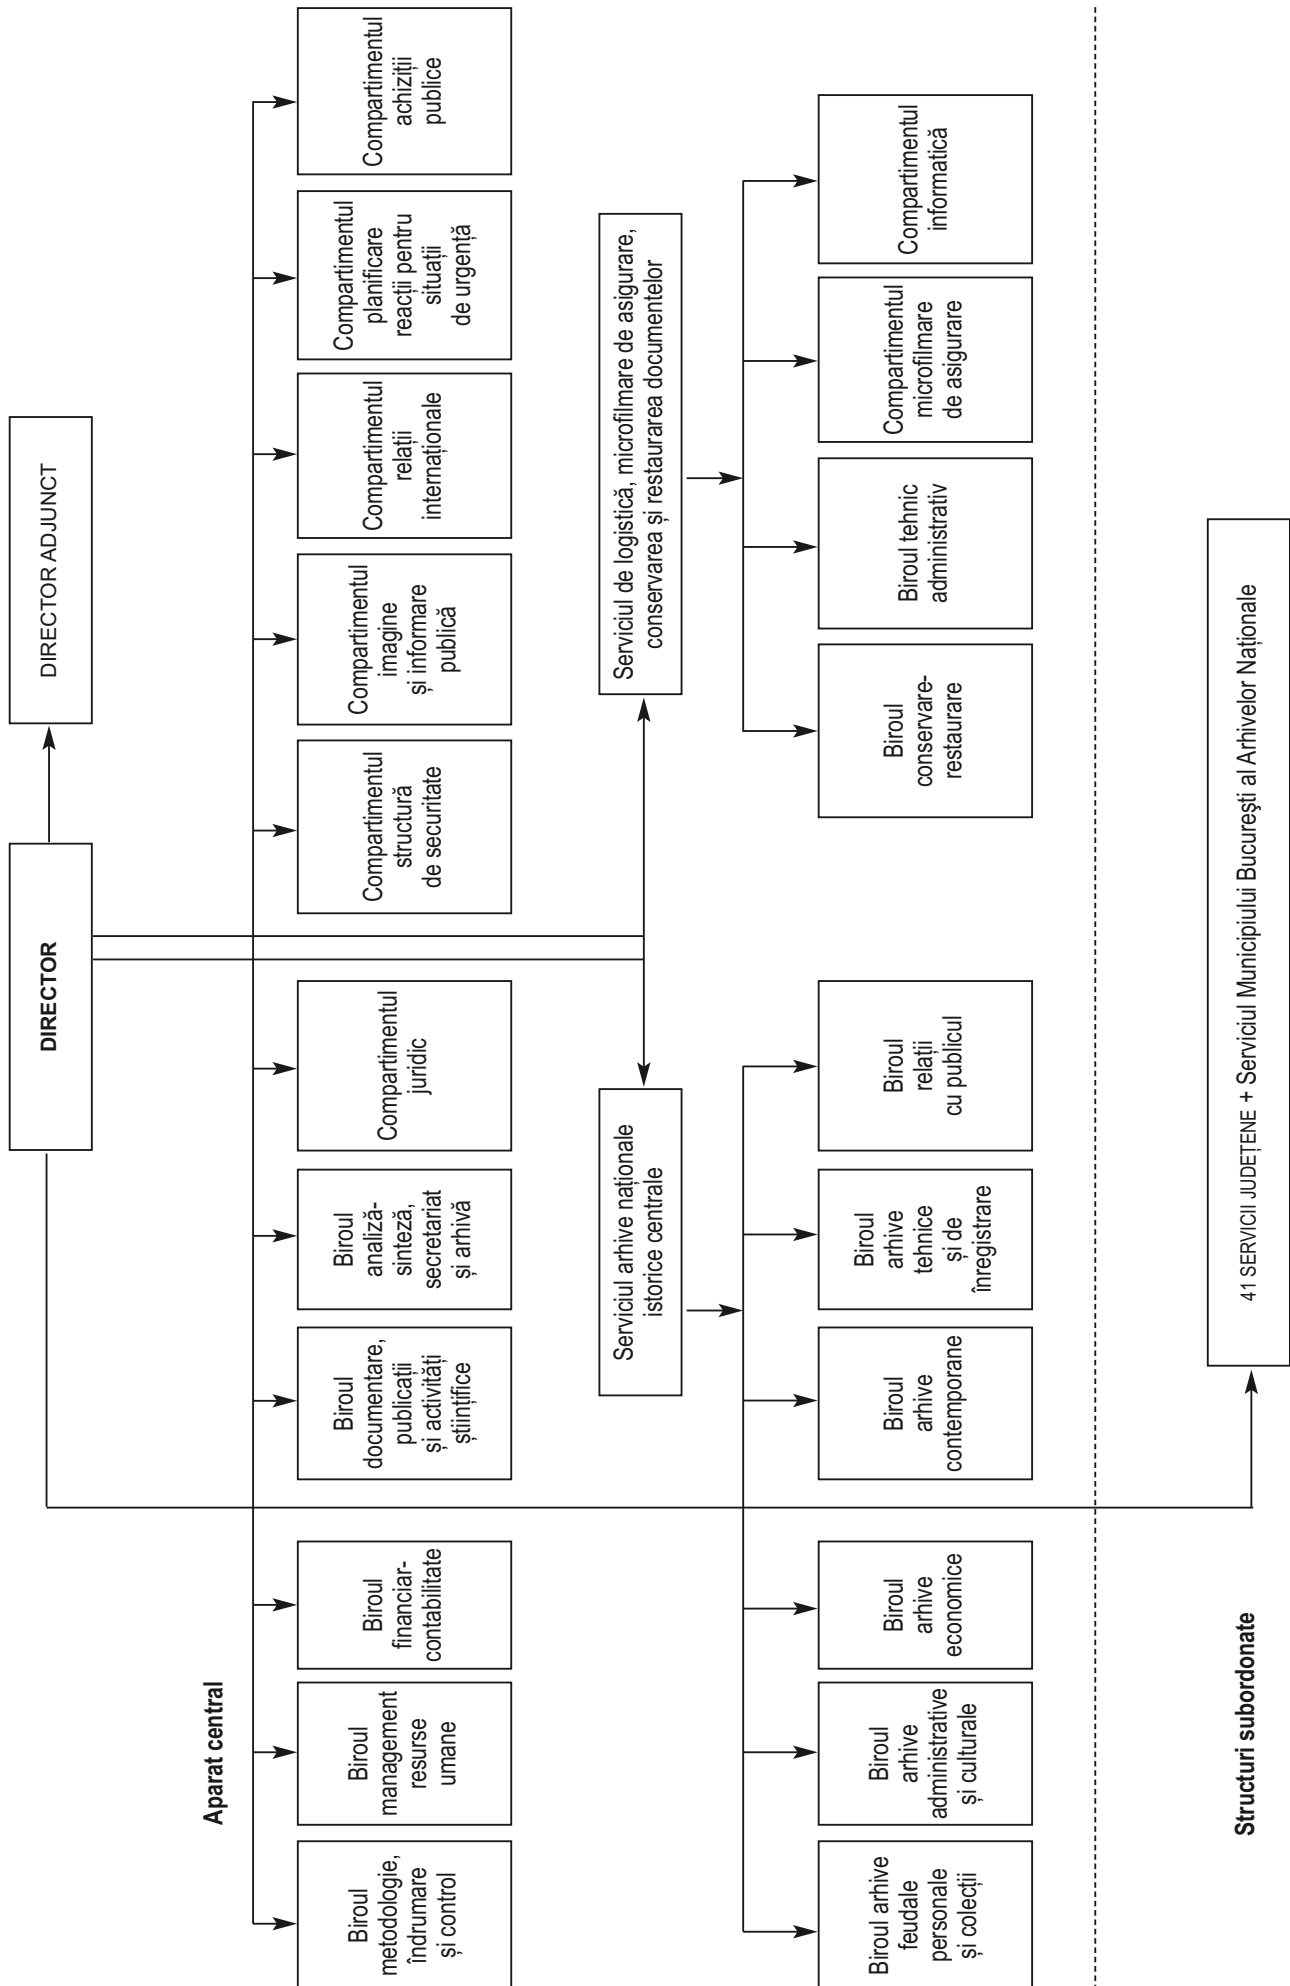 DIRECTOR
DIRECTOR ADJUNCT
Aparat central
Biroul
metodologie,
îndrumare
și control
Biroul
management
resurse
umane
Biroul
financiar-
contabilitate
Biroul
documentare,
publicații
și activități
științifice
Biroul
analiză-
sinteză,
secretariat
și arhivă
Compartimentul
juridic
Compartimentul
structură
de securitate
Compartimentul
imagine
și informare
publică
Compartimentul
relații
internaționale
Compartimentul
planificare
reacții pentru
situații
de urgență
Compartimentul
achiziții
publice
Serviciul arhive naționale
istorice centrale
Serviciul de logistică, microfilmare de asigurare,
conservarea și restaurarea documentelor
Biroul arhive
feudale
personale
și colecții
Biroul
arhive
administrative
și culturale
Biroul
arhive
economice
Biroul
arhive
contemporane
Biroul
arhive
tehnice
și de
înregistrare
Biroul
relații
cu publicul
Biroul
conservare-
restaurare
Biroul tehnic
administrativ
Compartimentul
microfilmare
de asigurare
Compartimentul
informatică
Structuri subordonate
41 SERVICII JUDEȚENE + Serviciul Municipiului Bucureşti al Arhivelor Naționale